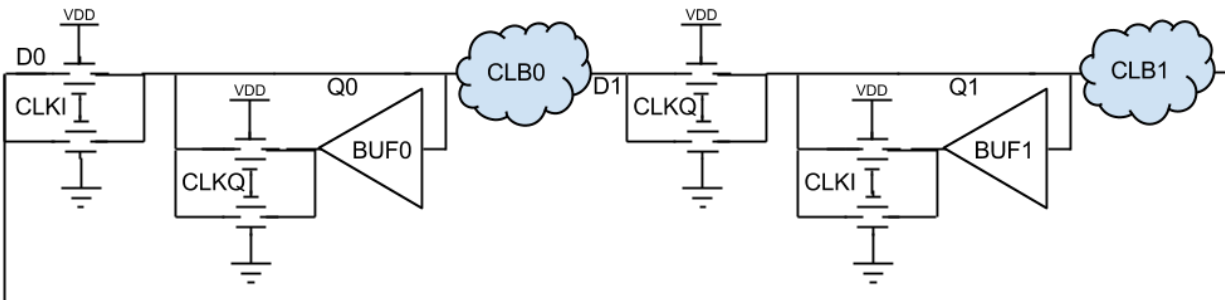 VDD
D0
CLKI
VDD
CLKQ
Q0
BUF0
CLB0
D1
VDD
CLKQ
VDD
CLKI
Q1
BUF1
CLB1